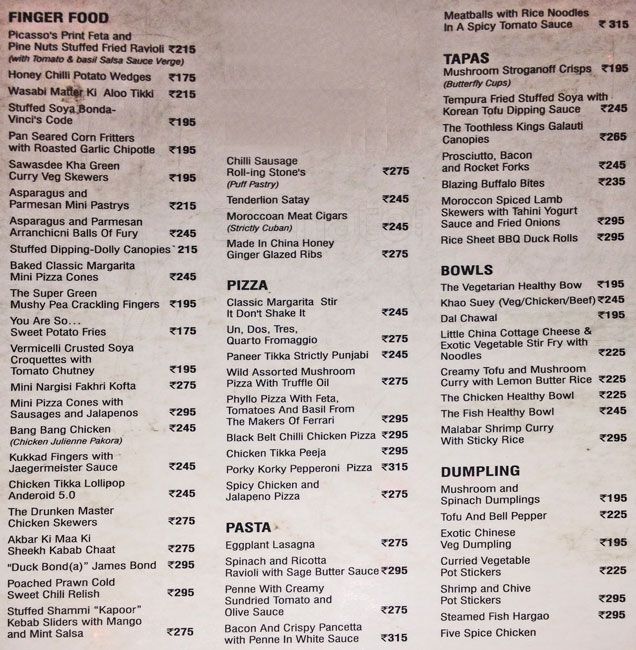 FINGER FOOD
Picasso's Print Feta and
Pine Nuts Stuffed Fried Ravioli ₹215
(with Tomato & basil Salsa Sauce Verge)
Honey Chilli Potato Wedges ₹175
Wasabi Matter Ki Aloo Tikki ₹215
Stuffed Soya Bonda-
Vinci's Code ₹195
Pan Seared Corn Fritters
with Roasted Garlic Chipotle ₹195
Sawasdee Kha Green
Curry Veg Skewers ₹195
Asparagus and
Parmesan Mini Pastrys ₹215
Asparagus and Parmesan
Arranchicni Balls Of Fury ₹245
Stuffed Dipping-Dolly Canopies 215
Baked Classic Margarita
Mini Pizza Cones ₹245
The Super Green
Mushy Pea Crackling Fingers ₹195
You Are So...
Sweet Potato Fries ₹175
Vermicelli Crusted Soya
Croquettes with
Tomato Chutney ₹195
Mini Nargisi Fakhri Kofta ₹275
Mini Pizza Cones with
Sausages and Jalapenos ₹295
Bang Bang Chicken ₹245
(Chicken Julienne Pakora)
Kukkad Fingers with
Jaegermeister Sauce ₹245
Chicken Tikka Lollipop
Anderoid 5.0 ₹245
The Drunken Master
Chicken Skewers ₹275
Akbar Ki Maa Ki
Sheekh Kabab Chaat ₹275
"Duck Bond(a)" James Bond ₹295
Poached Prawn Cold
Sweet Chili Relish ₹295
Stuffed Shammi "Kapoor"
Kebab Sliders with Mango
and Mint Salsa ₹275
Chilli Sausage
Roll-ing Stone's ₹275
(Puff Pastry)
Tenderlion Satay ₹245
Moroccoan Meat Cigars
(Strictly Cuban) ₹245
Made In China Honey
Ginger Glazed Ribs ₹275
PIZZA
Classic Margarita Stir
It Don't Shake It ₹245
Un, Dos, Tres,
Quarto Fromaggio ₹275
Paneer Tikka Strictly Punjabi ₹245
Wild Assorted Mushroom
Pizza With Truffle Oil ₹275
Phyllo Pizza With Feta,
Tomatoes And Basil From
The Makers Of Ferrari ₹295
Black Belt Chilli Chicken Pizza ₹295
Chicken Tikka Peeja ₹295
Porky Korky Pepperoni Pizza ₹315
Spicy Chicken and
Jalapeno Pizza ₹275
PASTA
Eggplant Lasagna ₹275
Spinach and Ricotta
Ravioli with Sage Butter Sauce ₹295
Penne With Creamy
Sundried Tomato and
Olive Sauce ₹275
Bacon And Crispy Pancetta
with Penne In White Sauce ₹315
Meatballs with Rice Noodles
In A Spicy Tomato Sauce ₹ 315
TAPAS
Mushroom Stroganoff Crisps ₹195
(Butterfly Cups)
Tempura Fried Stuffed Soya with
Korean Tofu Dipping Sauce ₹245
The Toothless Kings Galauti
Canopies ₹265
Prosciutto, Bacon
and Rocket Forks ₹245
Blazing Buffalo Bites ₹235
Moroccon Spiced Lamb
Skewers with Tahini Yogurt
Sauce and Fried Onions ₹295
Rice Sheet BBQ Duck Rolls ₹295
BOWLS
The Vegetarian Healthy Bow ₹195
Khao Suey (Veg/Chicken/Beef) ₹245
Dal Chawal ₹195
Little China Cottage Cheese &
Exotic Vegetable Stir Fry with
Noodles ₹225
Creamy Tofu and Mushroom
Curry with Lemon Butter Rice ₹225
The Chicken Healthy Bowl ₹225
The Fish Healthy Bowl ₹245
Malabar Shrimp Curry
With Sticky Rice ₹295
DUMPLING
Mushroom and
Spinach Dumplings ₹195
Tofu And Bell Pepper ₹225
Exotic Chinese
Veg Dumpling ₹195
Curried Vegetable
Pot Stickers ₹225
Shrimp and Chive
Pot Stickers ₹295
Steamed Fish Hargao ₹295
Five Spice Chicken